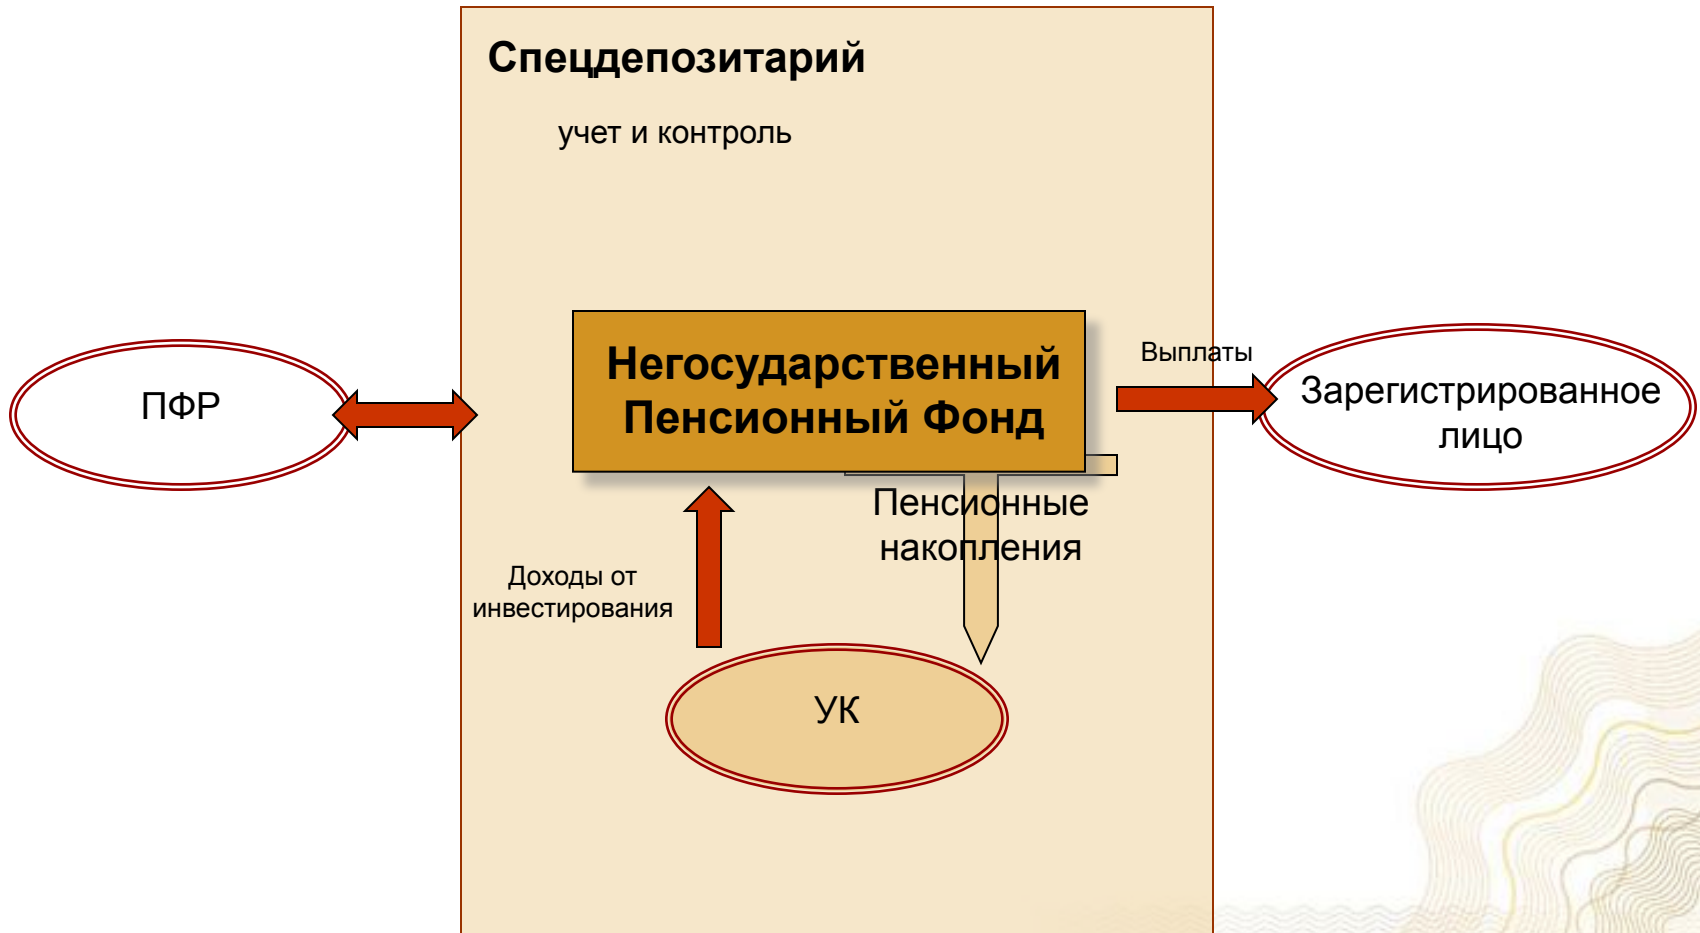 Спецдепозитарий
учет и контроль
Негосударственный
Пенсионный Фонд
ПФР
Выплаты
Зарегистрированное
лицо
Пенсионные
накопления
Доходы от
инвестирования
УК